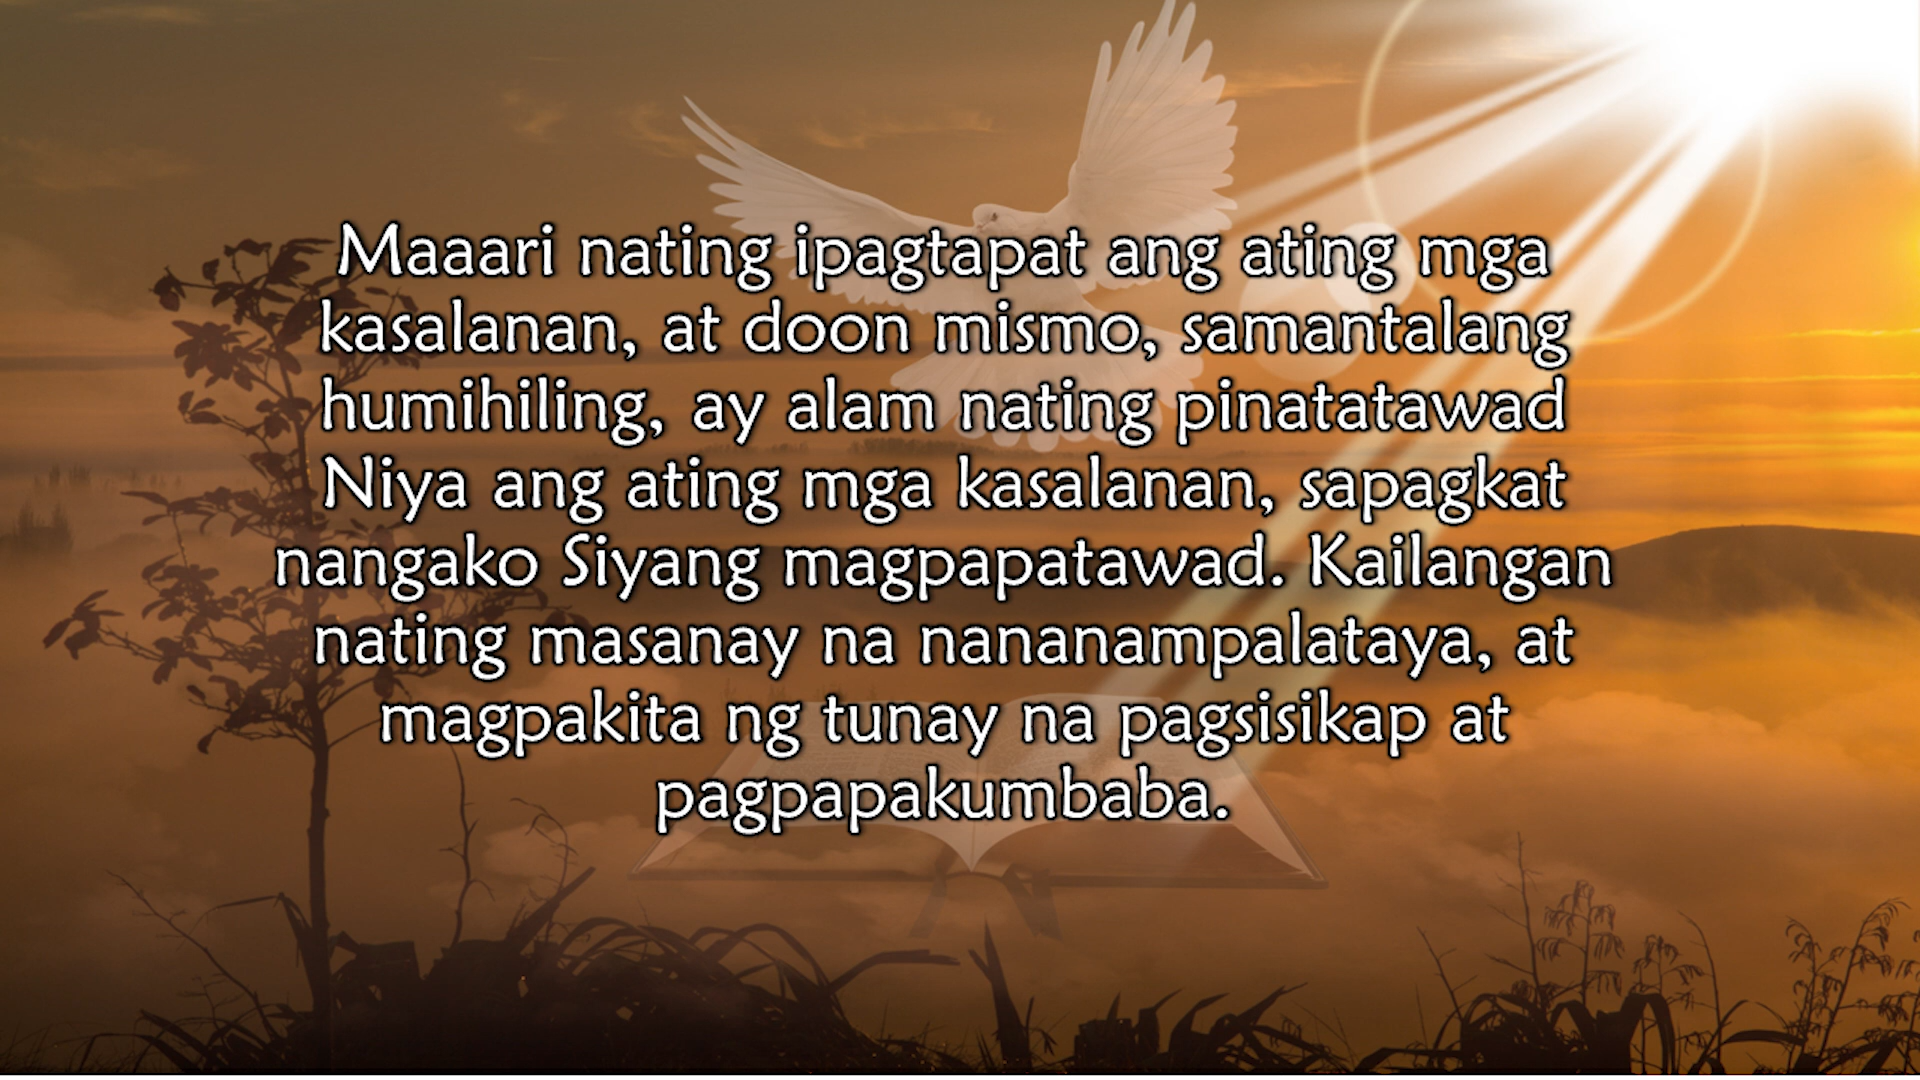 Maaari nating ipagtapat ang ating mga
kasalanan, at doon mismo, samantalang
humihiling, ay alam nating pinatatawad
Niya ang ating mga kasalanan, sapagkat
nangako Siyang magpapatawad. Kailangan
nating masanay na nananampalataya, at
magpakita ng tunay na pagsisikap at
pagpapakumbaba.